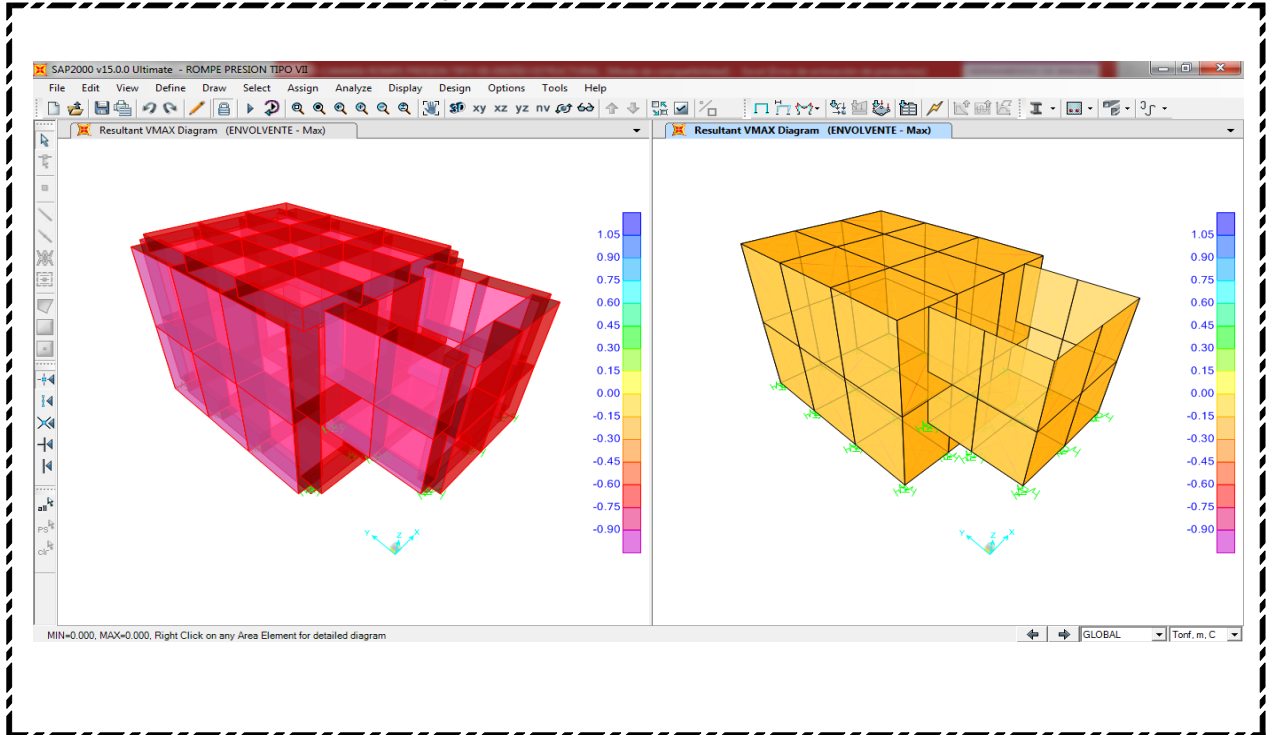 SAP2000 v15.0.0 Ultimate - ROMPE PRESION TIPO VII
File Edit View Define Draw Select Assign Analyze Display Design Options Tools Help
3D xy xz yz nv
Resultant VMAX Diagram (ENVOLVENTE - Max)
Resultant VMAX Diagram (ENVOLVENTE - Max)
all
PS
clr
1.05
0.90
0.75
0.60
0.45
0.30
0.15
0.00
-0.15
-0.30
-0.45
-0.60
-0.75
-0.90
Y Z X
1.05
0.90
0.75
0.60
0.45
0.30
0.15
0.00
-0.15
-0.30
-0.45
-0.60
-0.75
-0.90
Y Z X
MIN=0.000, MAX=0.000, Right Click on any Area Element for detailed diagram
GLOBAL
Tonf, m, C